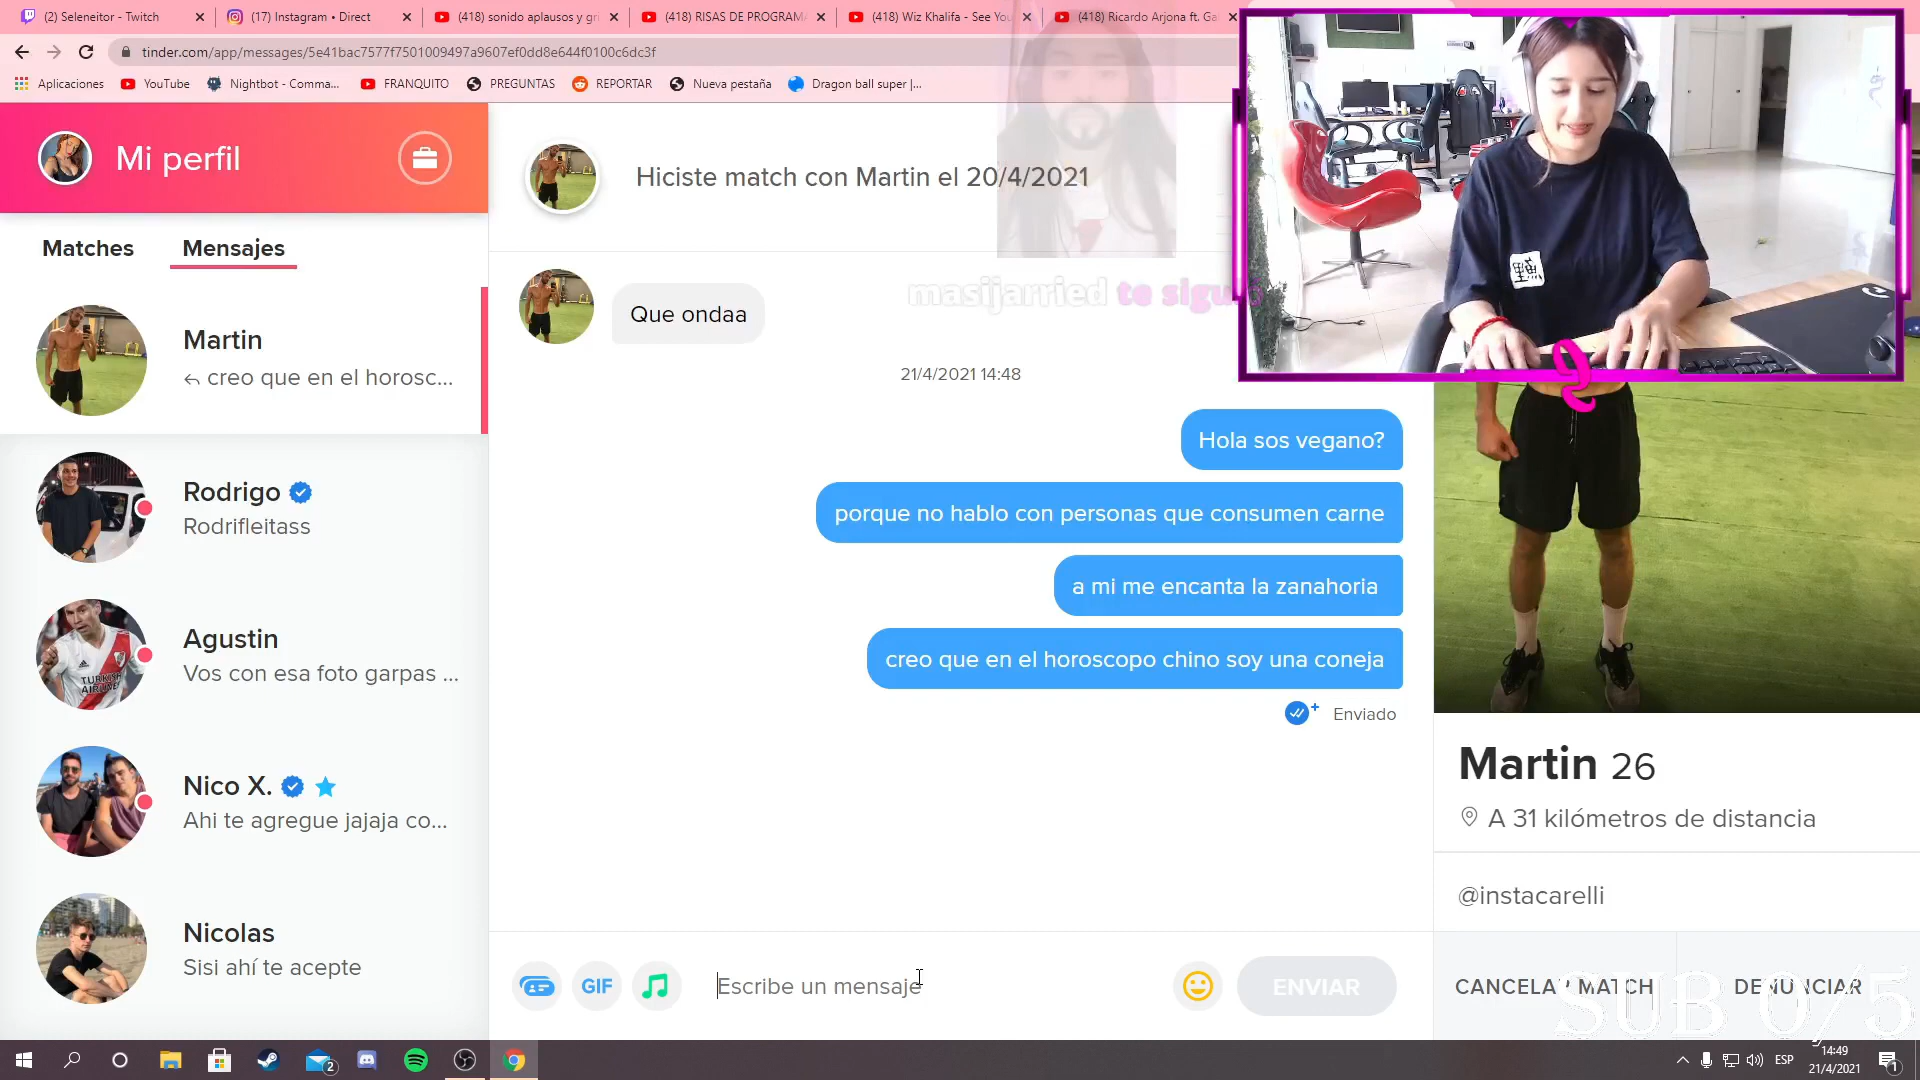 (2) Seleneitor - Twitch
(17) Instagram • Direct
(418) sonido aplausos y gri
(418) RISAS DE PROGRAMA
(418) Wiz Khalifa - See You
(418) Ricardo Arjona ft. Ga
tinder.com/app/messages/5e41bac7577f7501009497a9607ef0dd8e644f0100c6dc3f
Aplicaciones
YouTube
Nightbot - Comma...
FRANQUITO
PREGUNTAS
REPORTAR
Nueva pestaña
Dragon ball super |...
Mi perfil
Matches
Mensajes
Martin
creo que en el horosc...
Rodrigo
Rodrifleitass
Agustin
Vos con esa foto garpas ...
Nico X.
Ahi te agregue jajaja co...
Nicolas
Sisi ahí te acepte
Hiciste match con Martin el 20/4/2021
masijarried te sigue
Que ondaa
21/4/2021 14:48
Hola sos vegano?
porque no hablo con personas que consumen carne
a mi me encanta la zanahoria
creo que en el horoscopo chino soy una coneja
Enviado
GIF
Escribe un mensaje
ENVIAR
Martin 26
A 31 kilómetros de distancia
@instacarelli
CANCELAR MATCH
DENUNCIAR
SUB 0/5
2
ESP
14:49
21/4/2021
1